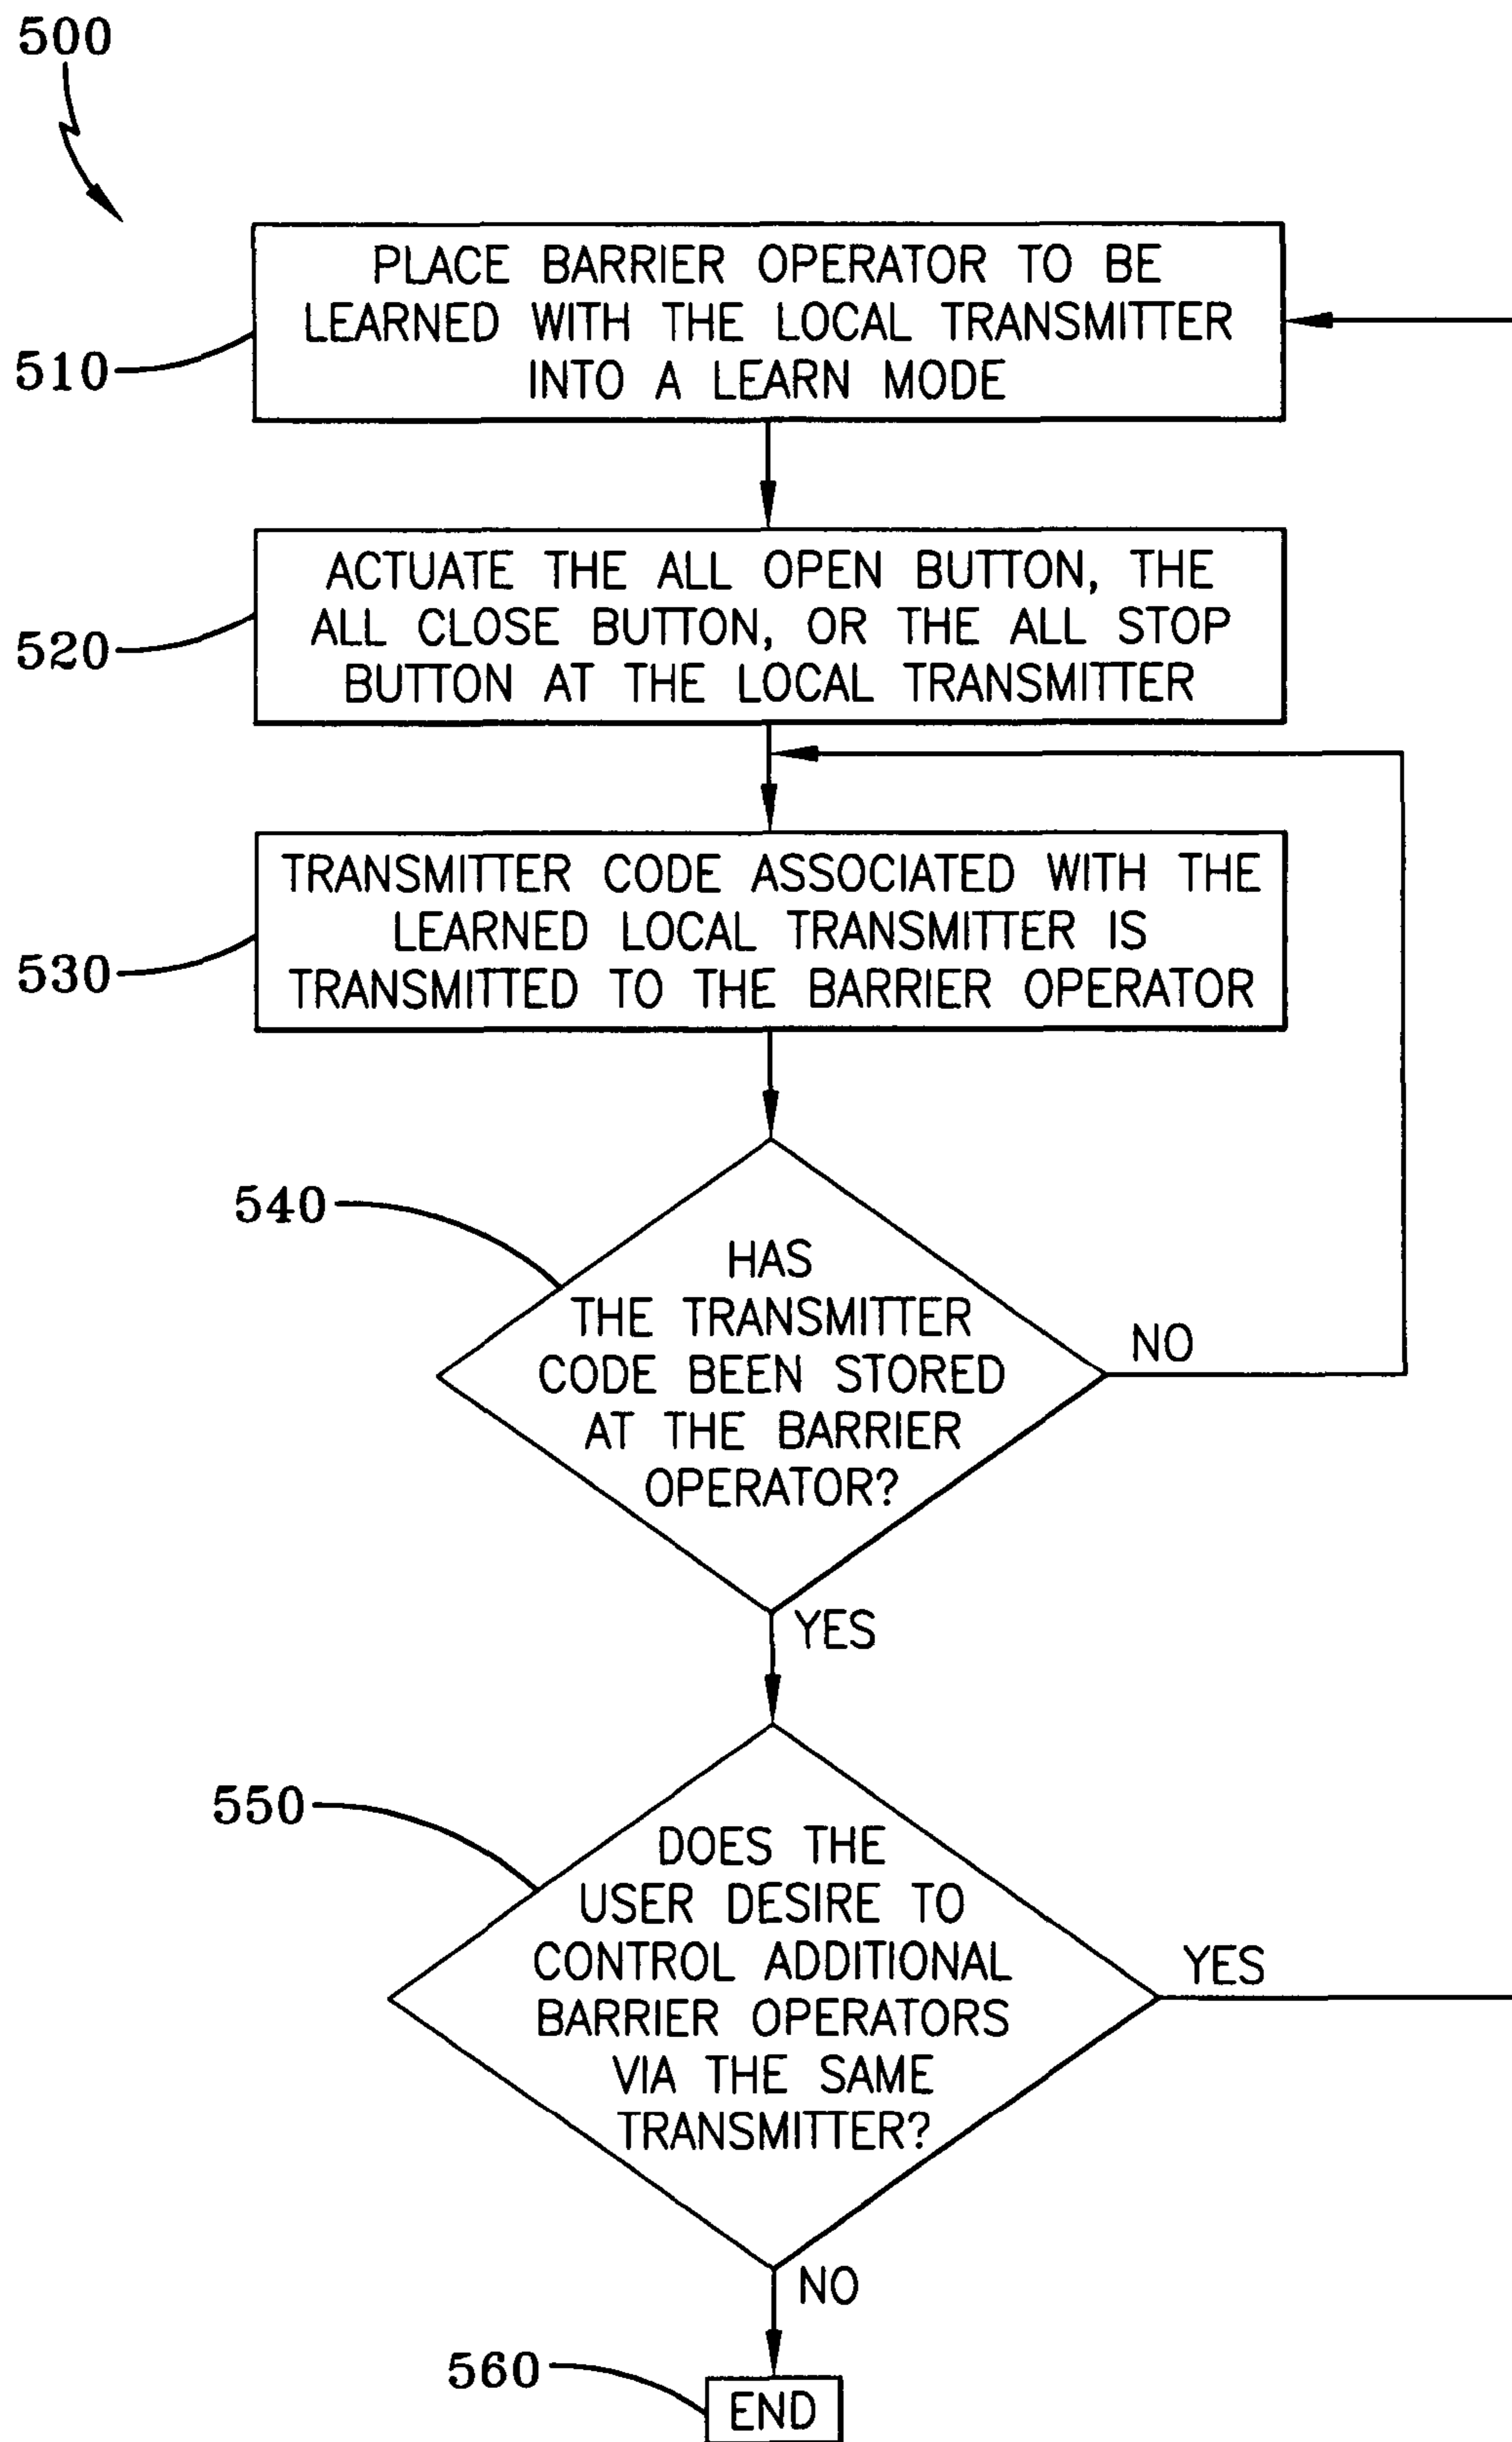 500
PLACE BARRIER OPERATOR TO BE
LEARNED WITH THE LOCAL TRANSMITTER
INTO A LEARN MODE
510
ACTUATE THE ALL OPEN BUTTON, THE
ALL CLOSE BUTTON, OR THE ALL STOP
BUTTON AT THE LOCAL TRANSMITTER
520
TRANSMITTER CODE ASSOCIATED WITH THE
LEARNED LOCAL TRANSMITTER IS
TRANSMITTED TO THE BARRIER OPERATOR
530
540
HAS
THE TRANSMITTER
CODE BEEN STORED
AT THE BARRIER
OPERATOR?
NO
YES
550
DOES THE
USER DESIRE TO
CONTROL ADDITIONAL
BARRIER OPERATORS
VIA THE SAME
TRANSMITTER?
YES
NO
560
END